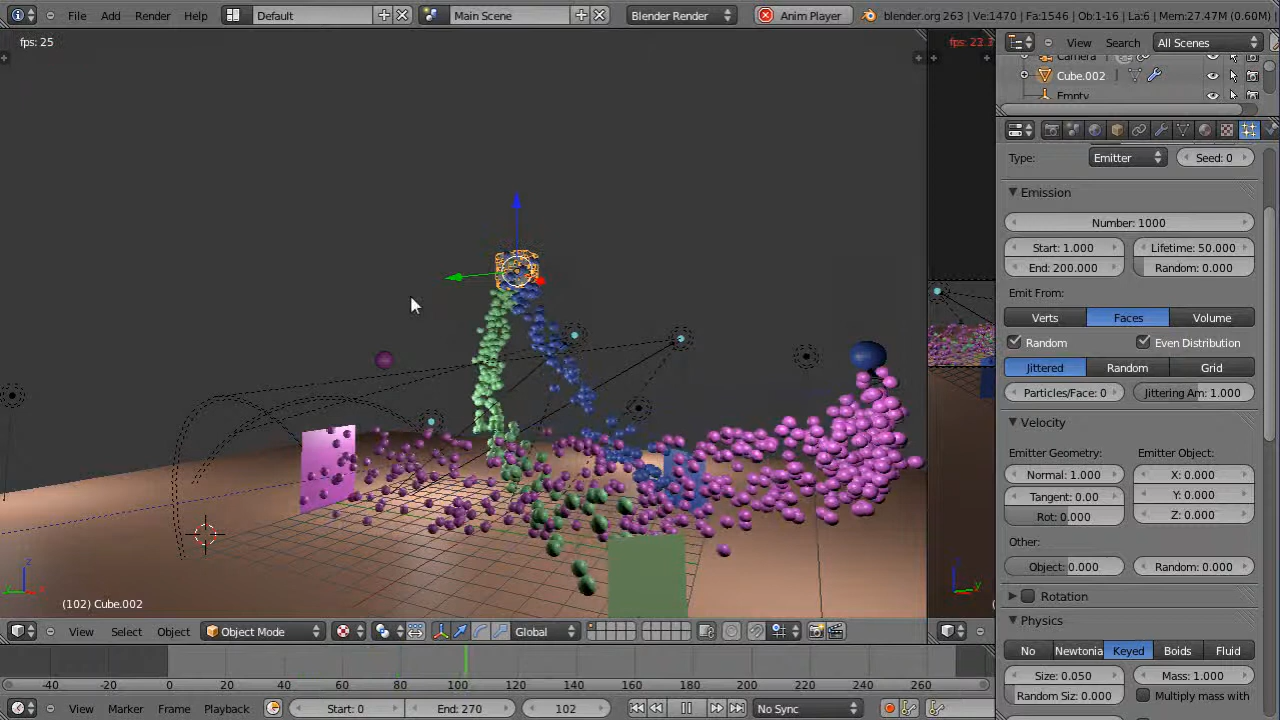 File Add Render Help Default Main Scene Blender Render Anim Player blender.org 263 | Ve:1470 | Fa:1546 | Ob:1-16 | La:6 | Mem:27.47M (0.60M)
fps: 25
fps: 23.3
View Search All Scenes
Camera
Cube.002
Empty
Type: Emitter Seed: 0
Emission
Number: 1000
Start: 1.000 Lifetime: 50.000
End: 200.000 Random: 0.000
Emit From:
Verts Faces Volume
Random Even Distribution
Jittered Random Grid
Particles/Face: 0 Jittering Am: 1.000
Velocity
Emitter Geometry: Emitter Object:
Normal: 1.000 X: 0.000
Tangent: 0.00 Y: 0.000
Rot: 0.000 Z: 0.000
Other:
Object: 0.000 Random: 0.000
Rotation
Physics
No Newtonia Keyed Boids Fluid
Size: 0.050 Mass: 1.000
Random Siz: 0.000 Multiply mass with
z
x
y
(102) Cube.002
View Select Object Object Mode Global
-40 -20 0 20 40 60 80 100 120 140 160 180 200 220 240 260
View Marker Frame Playback Start: 0 End: 270 102 No Sync